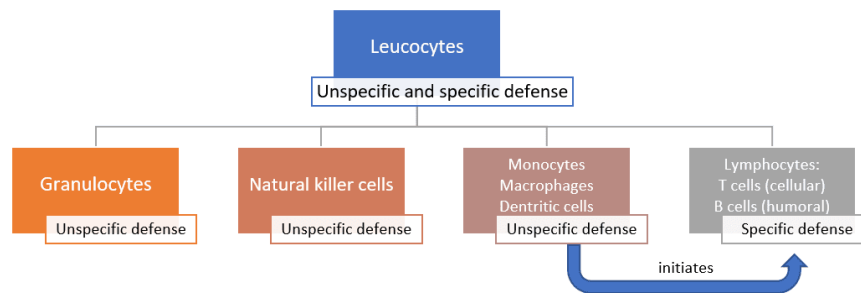 Leucocytes
Unspecific and specific defense
Granulocytes
Unspecific defense
Natural killer cells
Unspecific defense
Monocytes
Macrophages
Dentritic cells
Unspecific defense
Lymphocytes:
T cells (cellular)
B cells (humoral)
Specific defense
initiates